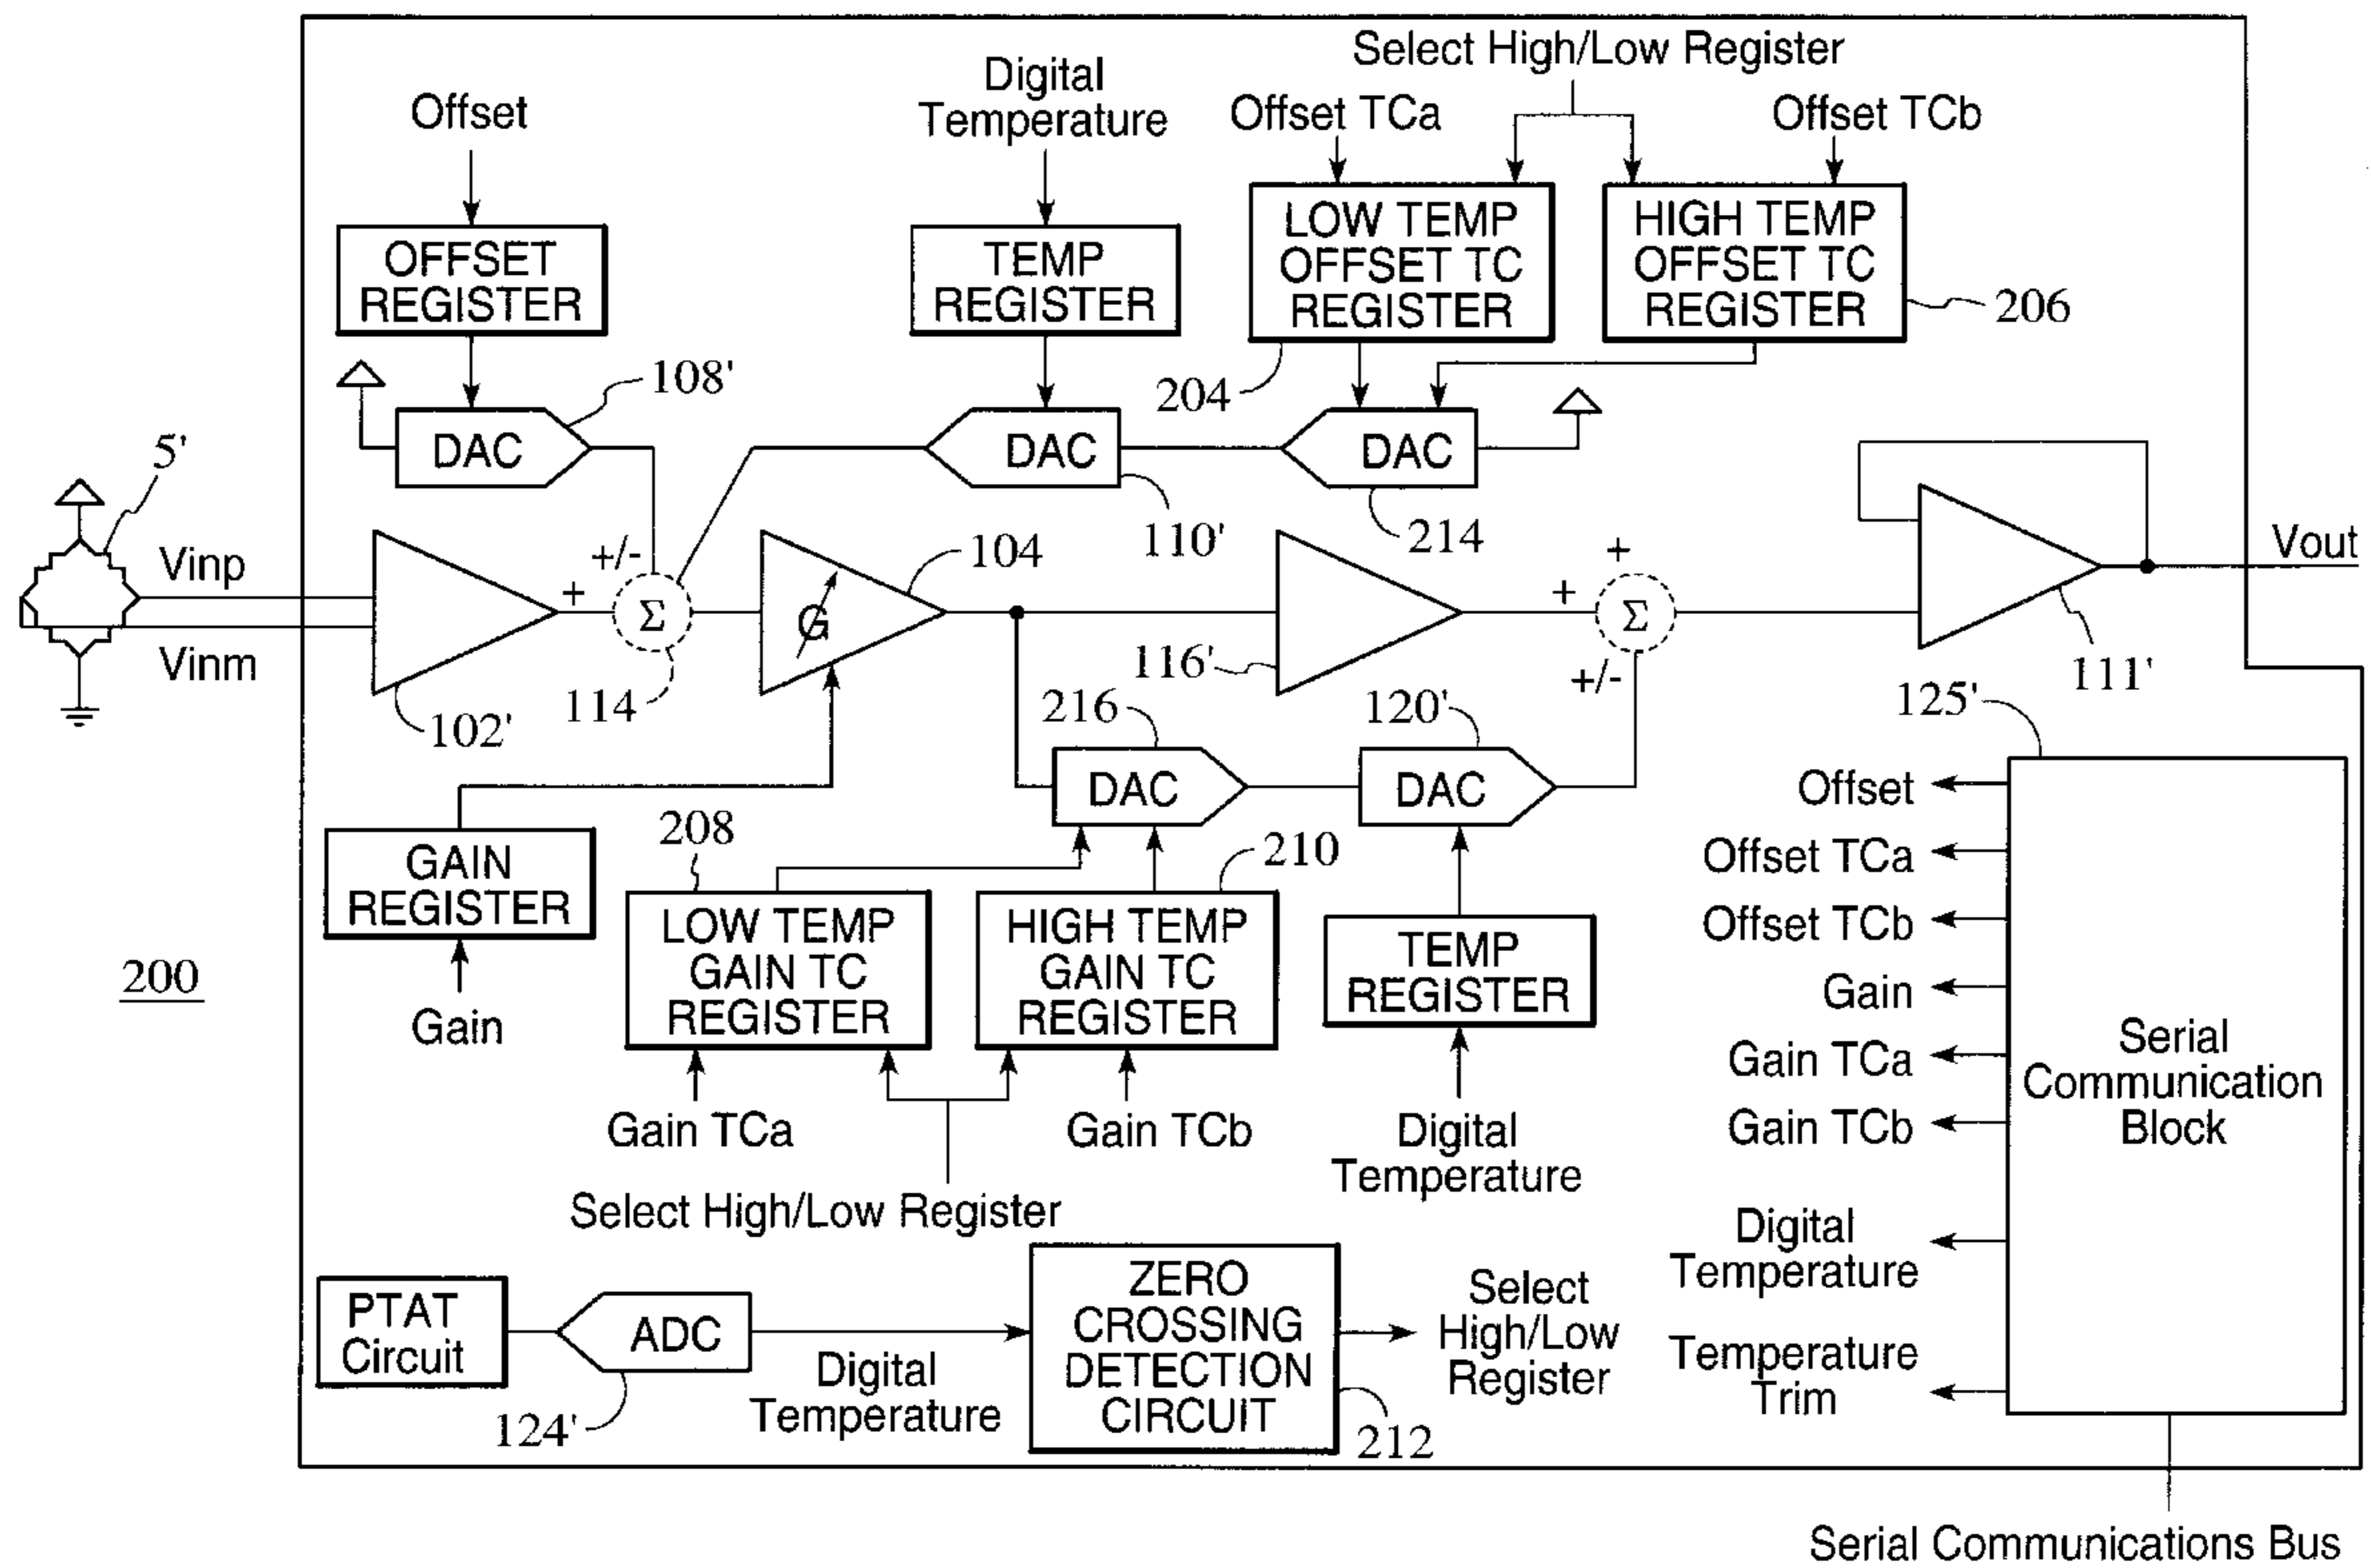 Select High/Low Register
Digital
Temperature
Offset
Offset TCa
Offset TCb
OFFSET
REGISTER
TEMP
REGISTER
LOW TEMP
OFFSET TC
REGISTER
HIGH TEMP
OFFSET TC
REGISTER
206
108'
204
DAC
DAC
DAC
5'
110'
214
Vinp
Vinm
+
+/-
Σ
114
102'
G
104
116'
+
+
+/-
Σ
111'
Vout
216
120'
125'
DAC
DAC
GAIN
REGISTER
Gain
208
210
LOW TEMP
GAIN TC
REGISTER
HIGH TEMP
GAIN TC
REGISTER
TEMP
REGISTER
200
Gain TCa
Gain TCb
Digital
Temperature
Select High/Low Register
Offset
Offset TCa
Offset TCb
Gain
Gain TCa
Gain TCb
Digital
Temperature
Temperature
Trim
Serial
Communication
Block
PTAT
Circuit
ADC
124'
Digital
Temperature
ZERO
CROSSING
DETECTION
CIRCUIT
212
Select
High/Low
Register
Serial Communications Bus